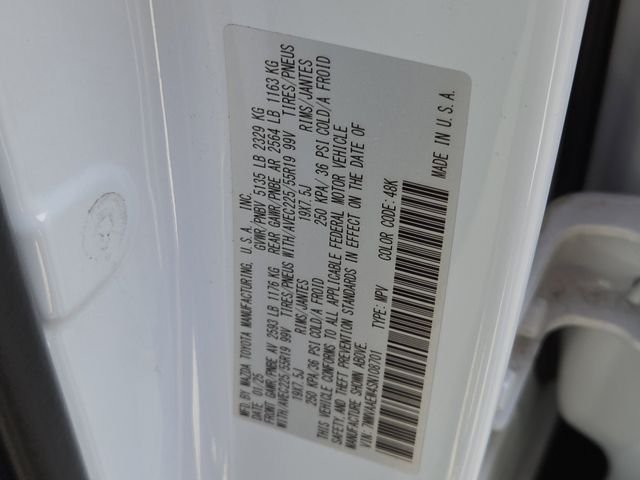 MFG. BY MAZDA TOYOTA MANUFACTURING, U.S.A., INC.
DATE: 01/25 GVWR/PNBV 5135 LB 2329 KG
FRONT GAWR/PNBE AV 2593 LB 1176 KG REAR GAWR/PNBE AR 2564 LB 1163 KG
WITH/AVEC225/55R19 99V TIRES/PNEUS WITH/AVEC225/55R19 99V TIRES/PNEUS
19X7.5J RIMS/JANTES 19X7.5J RIMS/JANTES
250 KPA/36 PSI COLD/A FROID 250 KPA/36 PSI COLD/A FROID
THIS VEHICLE CONFORMS TO ALL APPLICABLE FEDERAL MOTOR VEHICLE
SAFETY AND THEFT PREVENTION STANDARDS IN EFFECT ON THE DATE OF
MANUFACTURE SHOWN ABOVE.
VIN: TYPE: MPV COLOR CODE: 48K
MADE IN U.S.A.